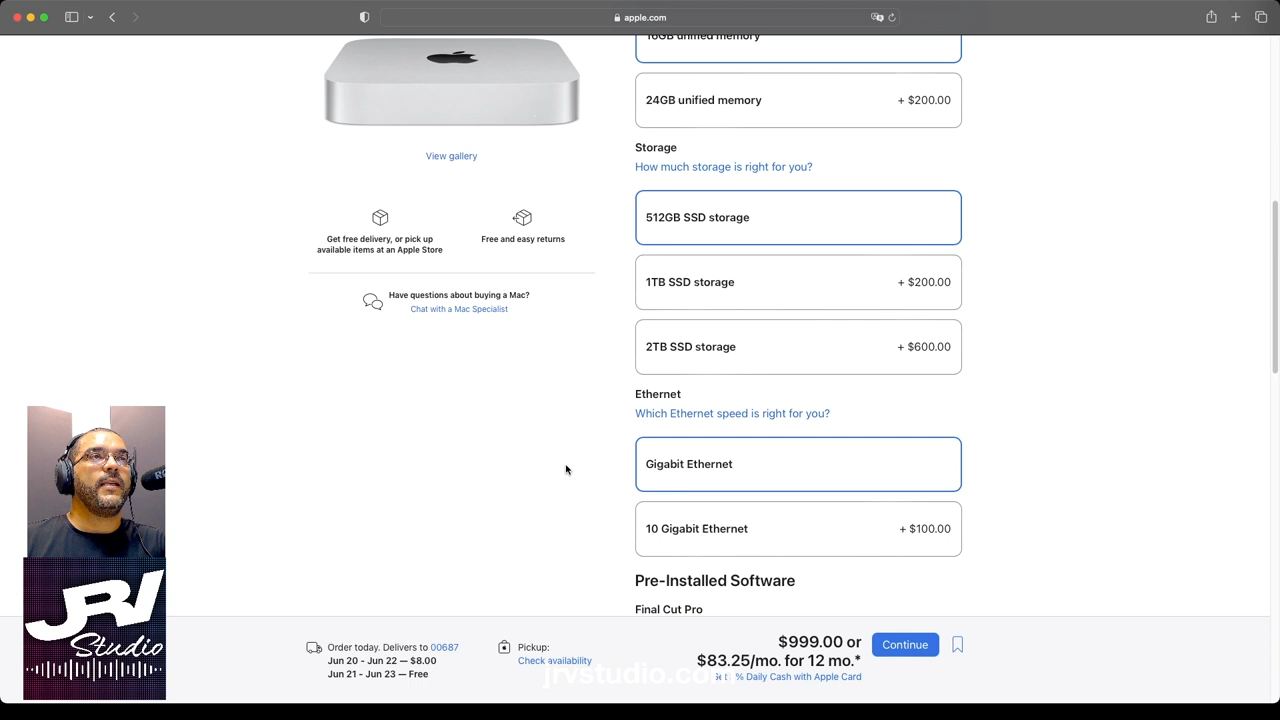 apple.com
16GB unified memory
24GB unified memory + $200.00
View gallery
Storage
How much storage is right for you?
512GB SSD storage
Get free delivery, or pick up
available items at an Apple Store
Free and easy returns
1TB SSD storage + $200.00
Have questions about buying a Mac?
Chat with a Mac Specialist
2TB SSD storage + $600.00
Ethernet
Which Ethernet speed is right for you?
Gigabit Ethernet
10 Gigabit Ethernet + $100.00
Pre-Installed Software
Final Cut Pro
JRV
Studio
Order today. Delivers to 00687
Jun 20 - Jun 22 — $8.00
Jun 21 - Jun 23 — Free
Pickup:
Check availability
$999.00 or
$83.25/mo. for 12 mo.*
% Daily Cash with Apple Card
Continue